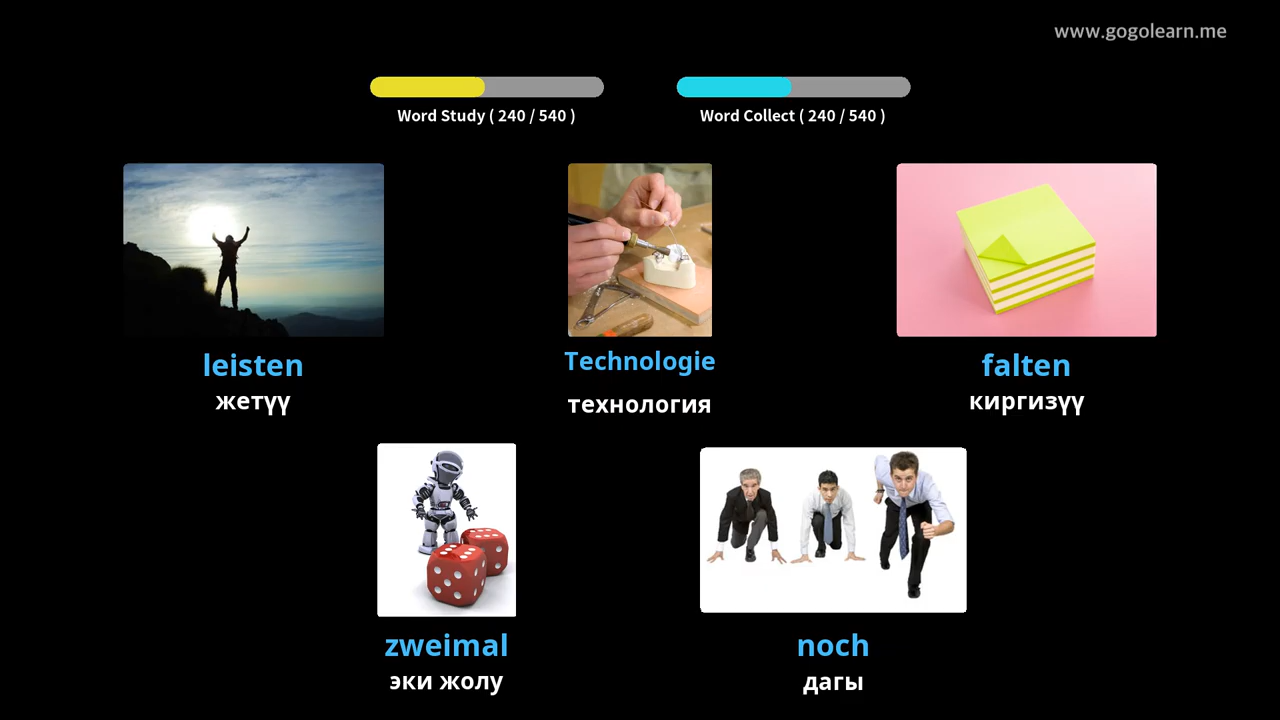 www.gogolearn.me
Word Study ( 240 / 540 )
Word Collect ( 240 / 540 )
leisten
жетүү
Technologie
технология
falten
киргизүү
zweimal
эки жолу
noch
дагы